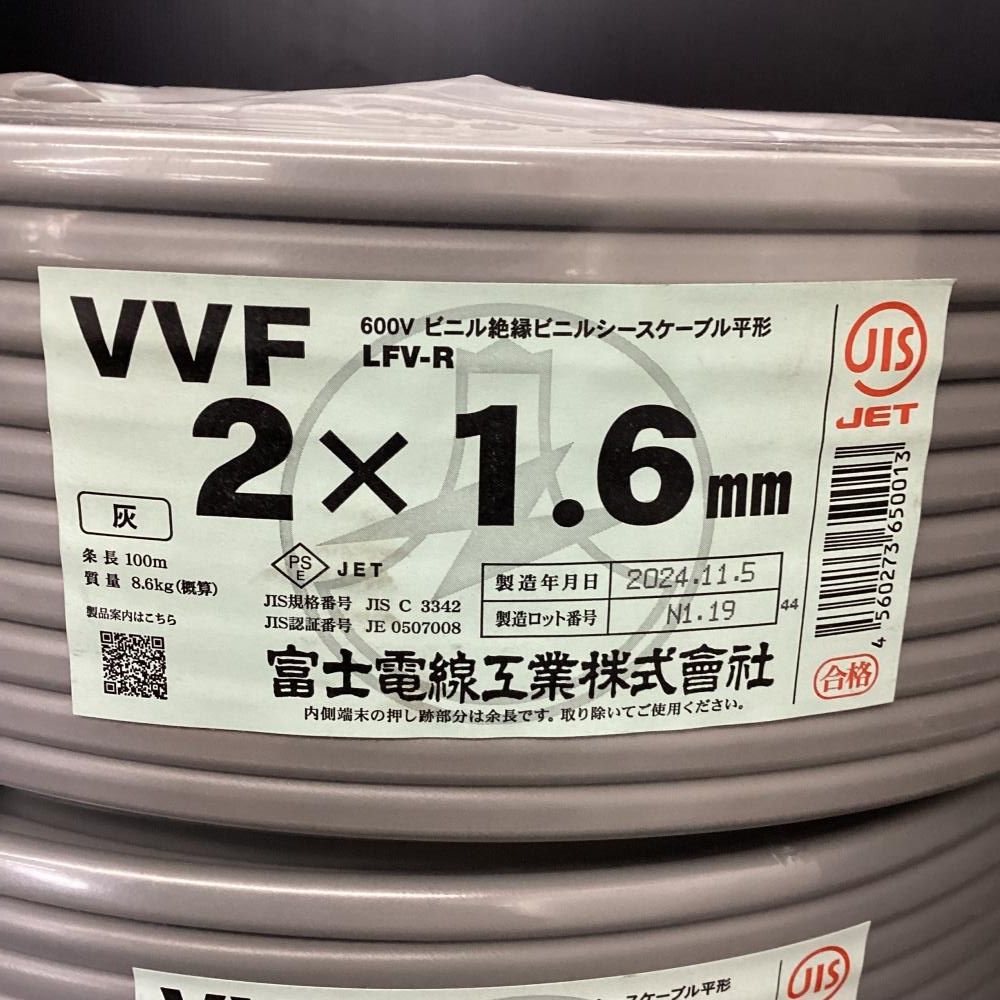 VVF
600V ビニル絶縁ビニルシースケーブル平形
LFV-R
2×1.6mm
灰
条長 100m
質量 8.6kg(概算)
製品案内はこちら
PS
E
JET
JIS規格番号 JIS C 3342
JIS認証番号 JE 0507008
製造年月日 2024.11.5
製造ロット番号 N1.19
44
富士電線工業株式會社
内側端末の押し跡部分は余長です。取り除いてご使用ください。
JIS
JET
4560273650013
合格
スケーブル平形
JIS